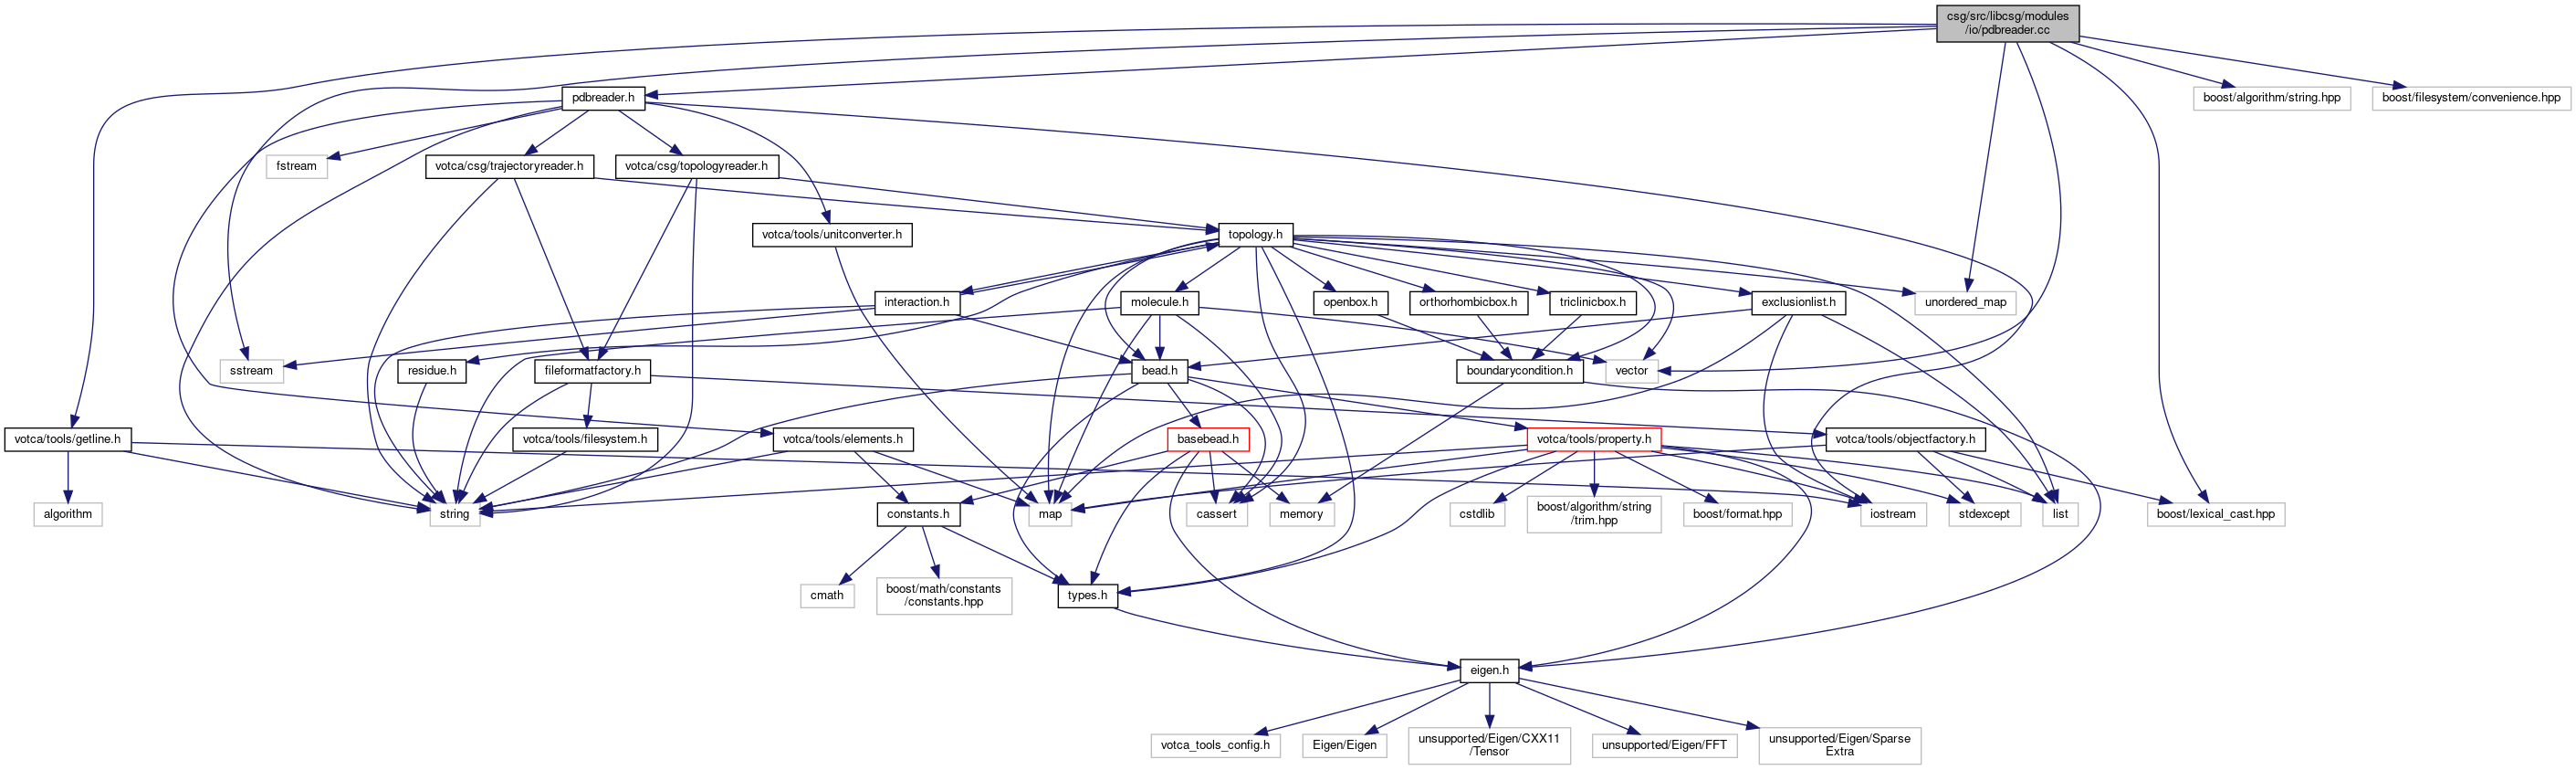 csg/src/libcsg/modules
/io/pdbreader.cc
pdbreader.h
boost/algorithm/string.hpp
boost/filesystem/convenience.hpp
fstream
votca/csg/trajectoryreader.h
votca/csg/topologyreader.h
votca/tools/unitconverter.h
topology.h
interaction.h
molecule.h
openbox.h
orthorhombicbox.h
triclinicbox.h
exclusionlist.h
unordered_map
sstream
residue.h
fileformatfactory.h
bead.h
boundarycondition.h
vector
votca/tools/getline.h
votca/tools/filesystem.h
votca/tools/elements.h
basebead.h
votca/tools/property.h
votca/tools/objectfactory.h
algorithm
string
constants.h
map
cassert
memory
cstdlib
boost/algorithm/string
/trim.hpp
boost/format.hpp
iostream
stdexcept
list
boost/lexical_cast.hpp
cmath
boost/math/constants
/constants.hpp
types.h
eigen.h
votca_tools_config.h
Eigen/Eigen
unsupported/Eigen/CXX11
/Tensor
unsupported/Eigen/FFT
unsupported/Eigen/Sparse
Extra